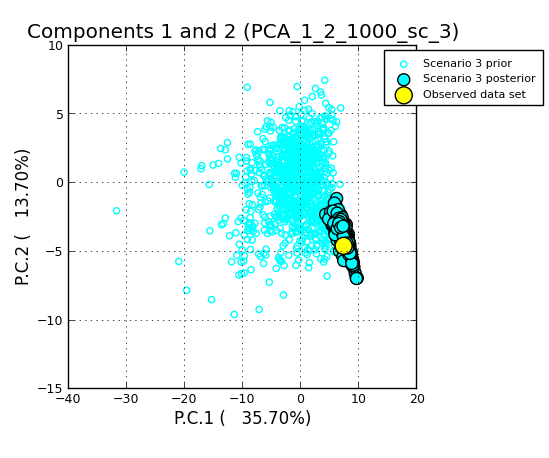 Components 1 and 2 (PCA_1_2_1000_sc_3)
Scenario 3 prior
Scenario 3 posterior
Observed data set
10
5
0
−5
−10
−15
P.C.2 ( 13.70%)
−40 −30 −20 −10 0 10 20
P.C.1 ( 35.70%)